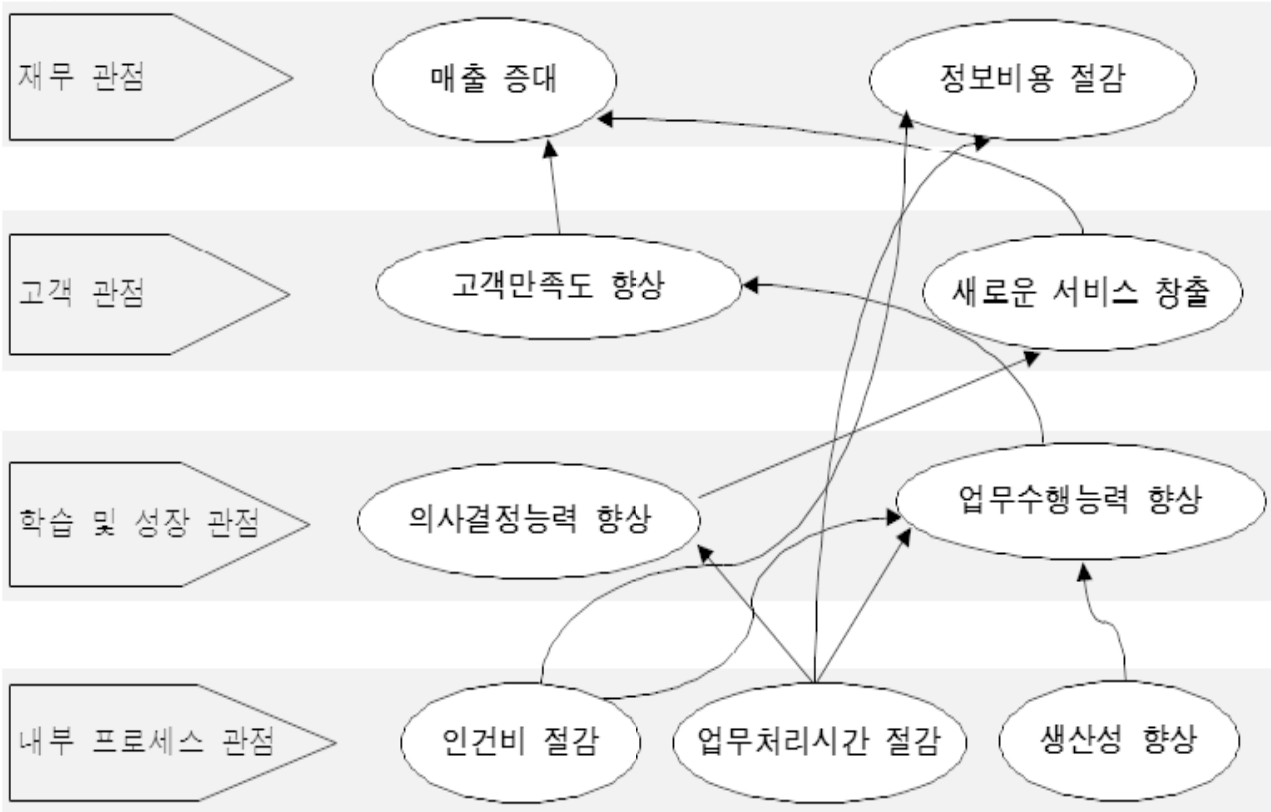 재무 관점
매출 증대
정보비용 절감
고객 관점
고객만족도 향상
새로운 서비스 창출
학습 및 성장 관점
의사결정능력 향상
업무수행능력 향상
내부 프로세스 관점
인건비 절감
업무처리시간 절감
생산성 향상